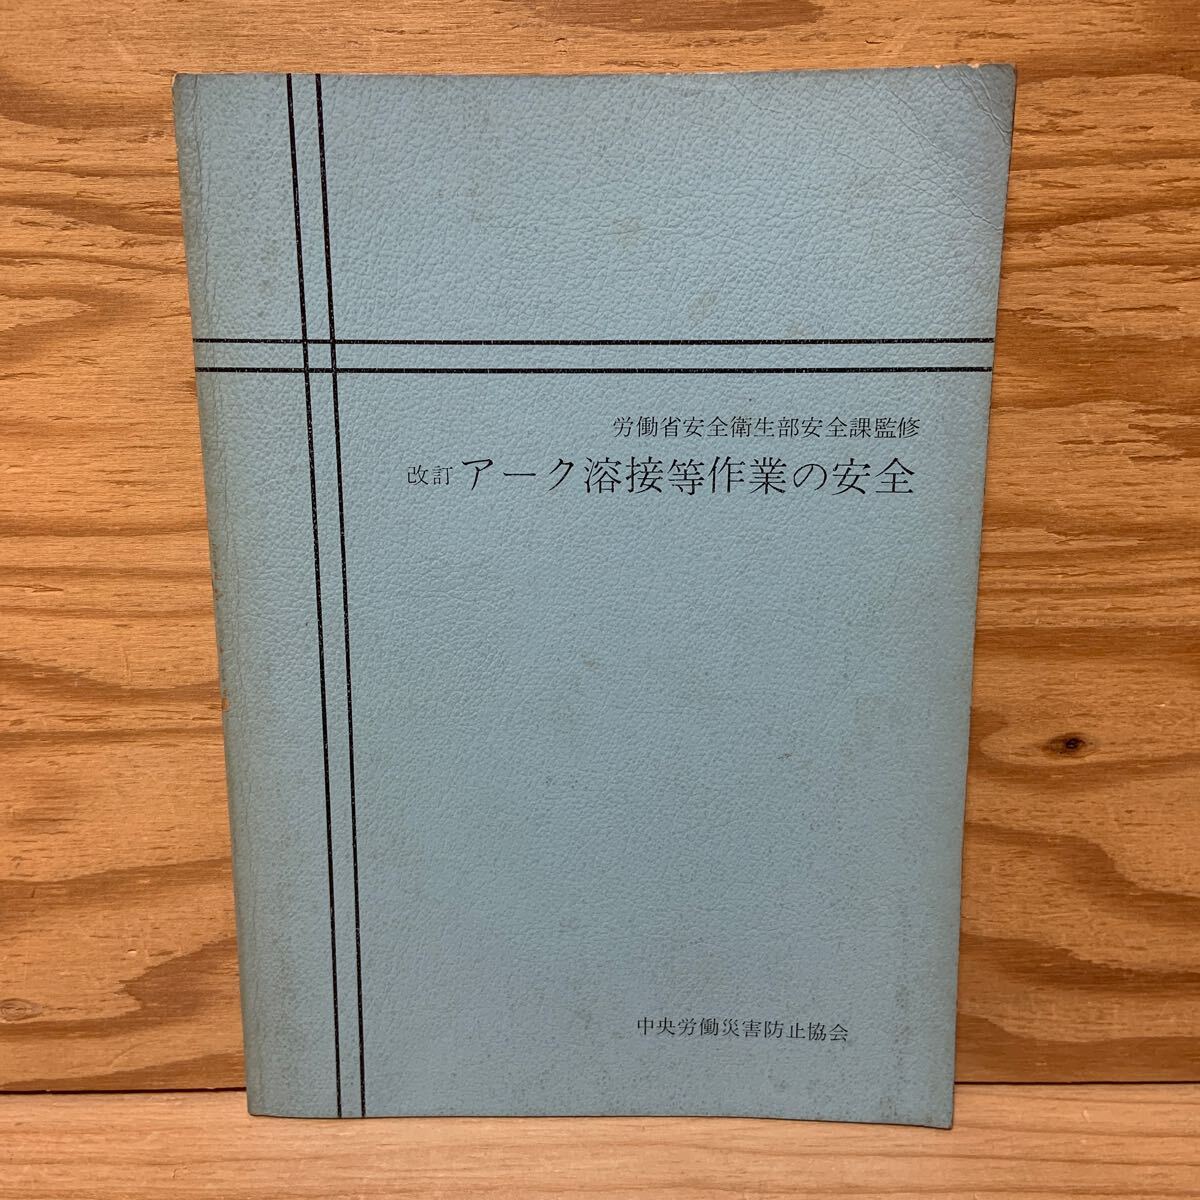 労働省安全衛生部安全課監修
改訂 アーク溶接等作業の安全
中央労働災害防止協会